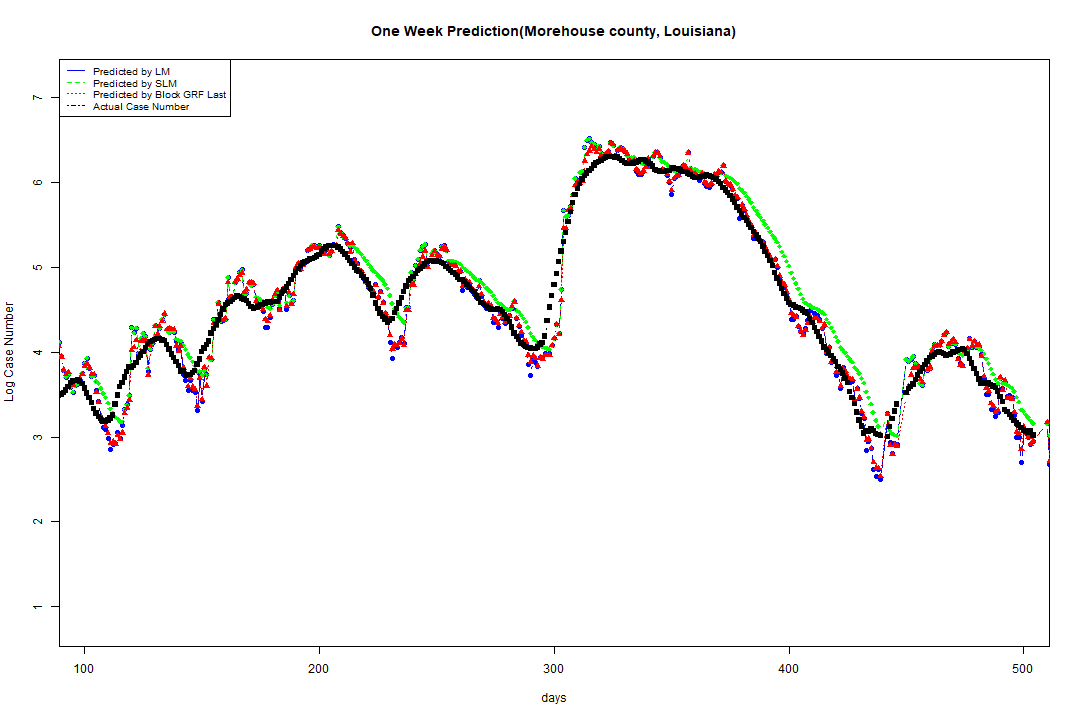 One Week Prediction(Morehouse county, Louisiana)
Predicted by LM
Predicted by SLM
Predicted by Block GRF Last
Actual Case Number
7
6
5
4
3
2
1
Log Case Number
100 200 300 400 500
days